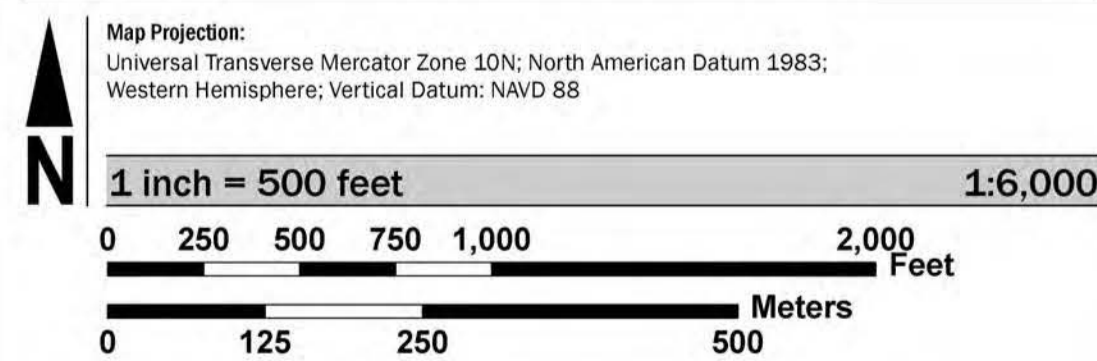 Map Projection:
Universal Transverse Mercator Zone 10N; North American Datum 1983;
Western Hemisphere; Vertical Datum: NAVD 88
N
1 inch = 500 feet 1:6,000
0 250 500 750 1,000 2,000
Feet
Meters
0 125 250 500